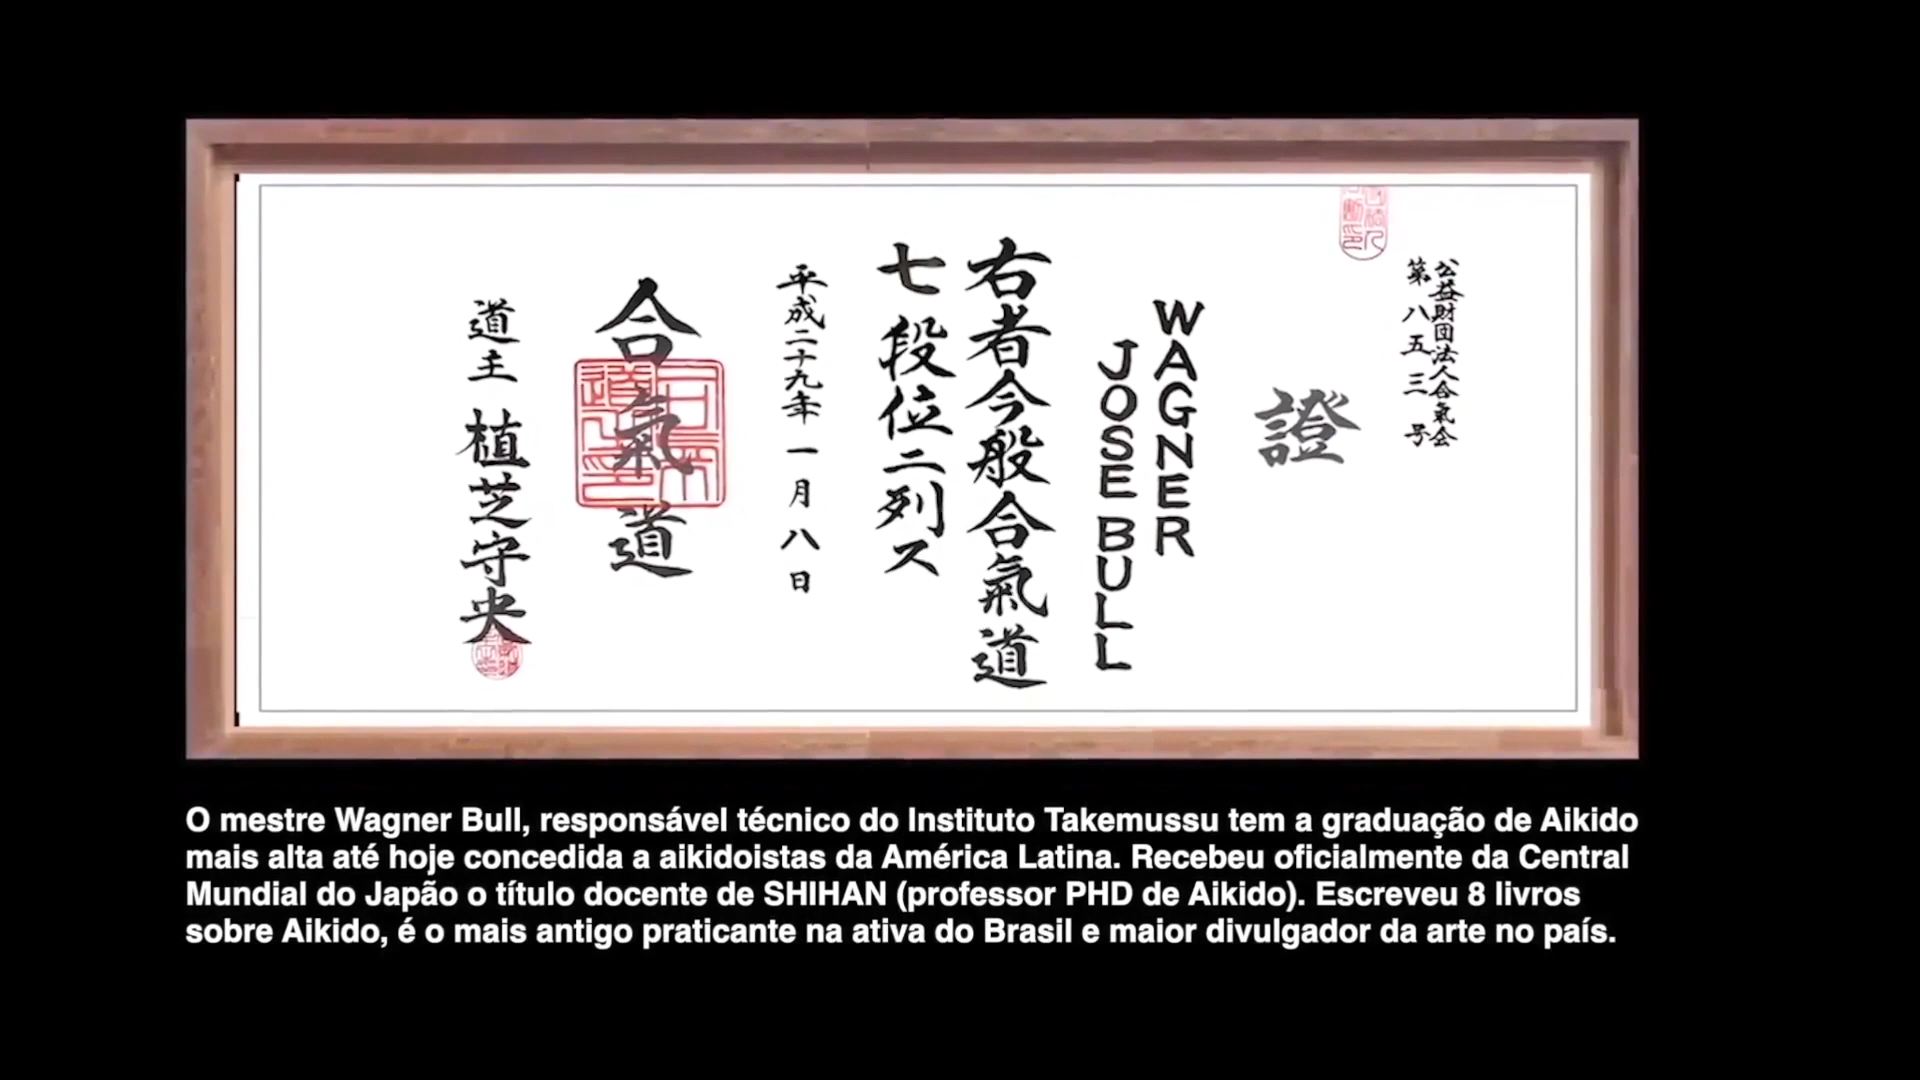 公益財団法人合氣会
第八五三号
證
WAGNER
JOSE BULL
右者今般合氣道
七段位ニ列ス
平成二十九年一月八日
合氣道
道主 植芝守央
O mestre Wagner Bull, responsável técnico do Instituto Takemussu tem a graduação de Aikido
mais alta até hoje concedida a aikidoistas da América Latina. Recebeu oficialmente da Central
Mundial do Japão o título docente de SHIHAN (professor PHD de Aikido). Escreveu 8 livros
sobre Aikido, é o mais antigo praticante na ativa do Brasil e maior divulgador da arte no país.